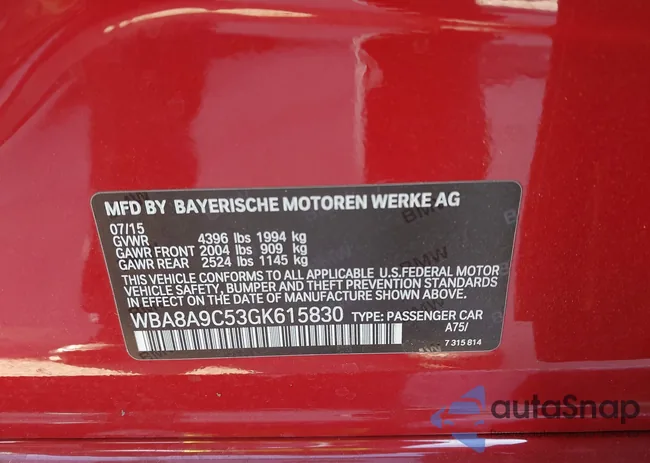 MFD BY BAYERISCHE MOTOREN WERKE AG
07/15
GVWR 4396 lbs 1994 kg
GAWR FRONT 2004 lbs 909 kg
GAWR REAR 2524 lbs 1145 kg
THIS VEHICLE CONFORMS TO ALL APPLICABLE U.S.FEDERAL MOTOR
VEHICLE SAFETY, BUMPER AND THEFT PREVENTION STANDARDS
IN EFFECT ON THE DATE OF MANUFACTURE SHOWN ABOVE.
WBA8A9C53GK615830 TYPE: PASSENGER CAR
A75/
7 315 814
autaSnap